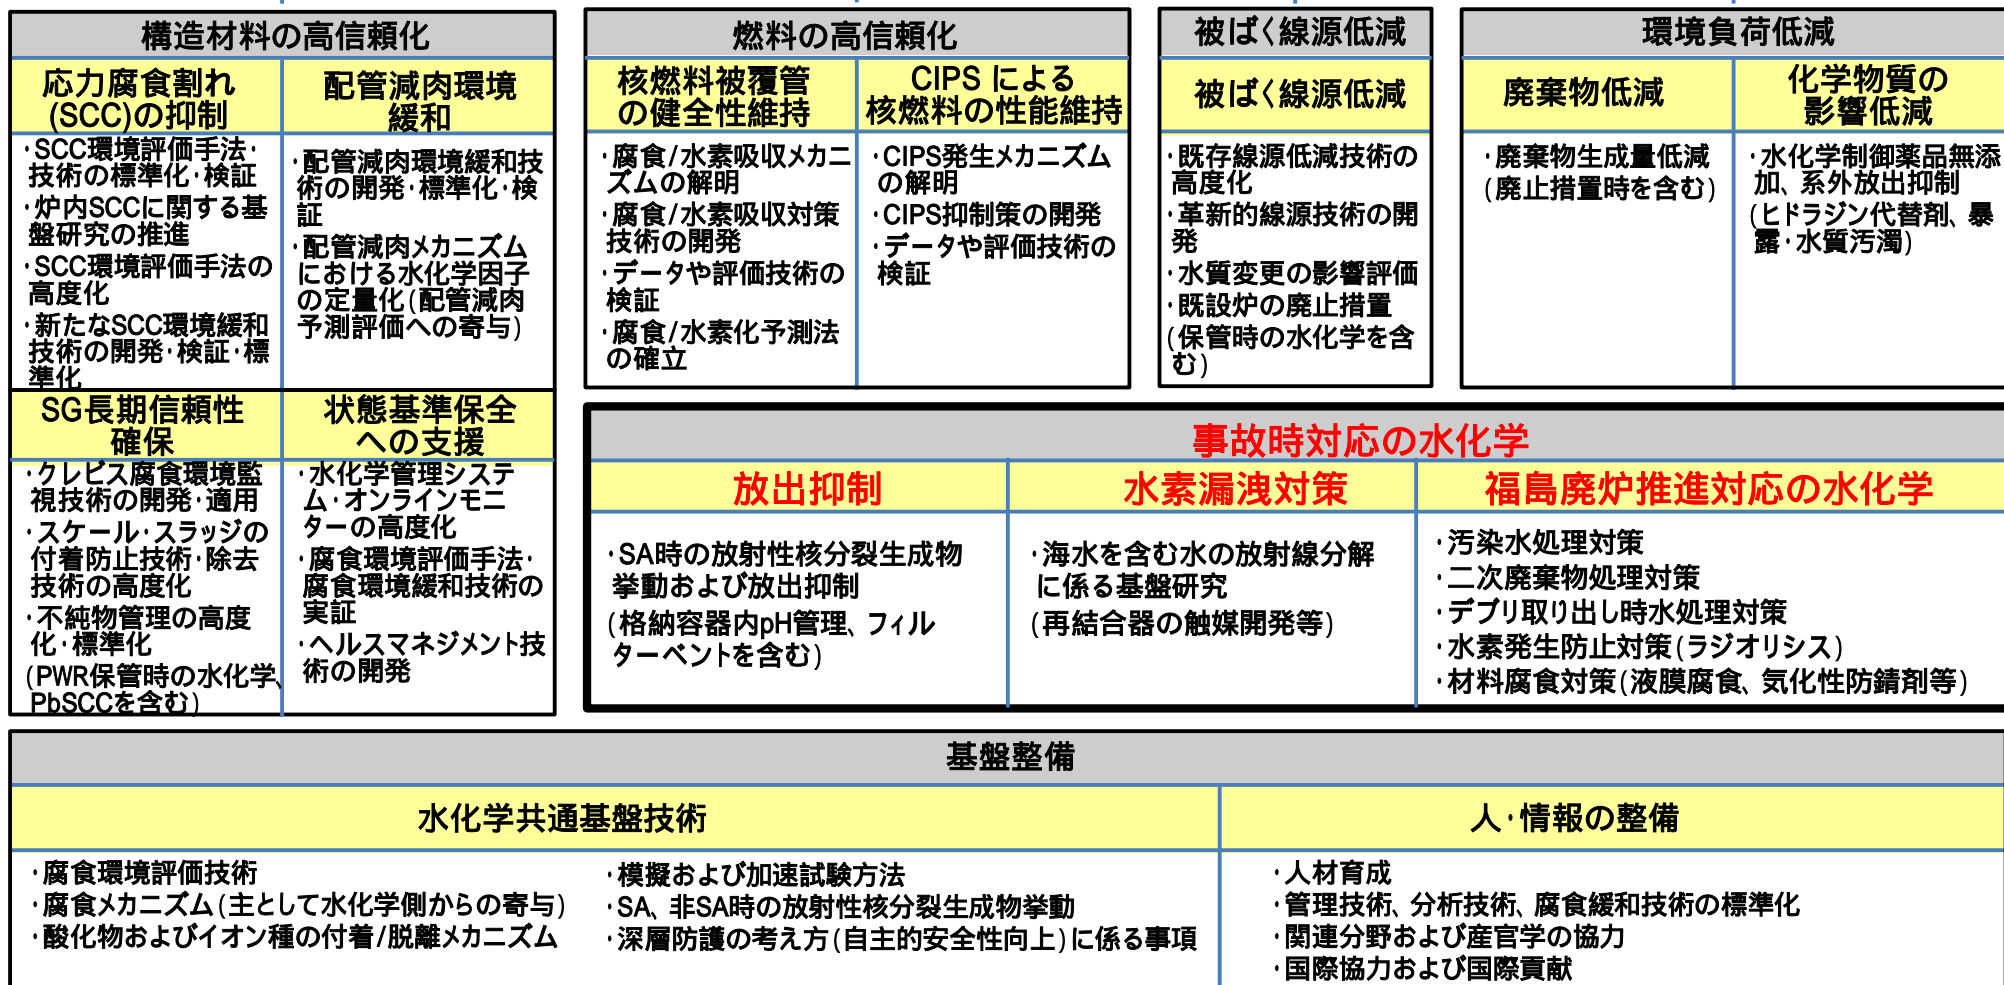 構造材料の高信頼化
応力腐食割れ
(SCC)の抑制
・SCC環境評価手法・
技術の標準化・検証
・炉内SCCに関する基
盤研究の推進
・SCC環境評価手法の
高度化
・新たなSCC環境緩和
技術の開発・検証・標
準化
配管減肉環境
緩和
・配管減肉環境緩和技
術の開発・標準化・検
証
・配管減肉メカニズム
における水化学因子
の定量化(配管減肉
予測評価への寄与)
SG長期信頼性
確保
・クレビス腐食環境監
視技術の開発・適用
・スケール・スラッジの
付着防止技術・除去
技術の高度化
・不純物管理の高度
化・標準化
(PWR保管時の水化学、
PbSCCを含む)
状態基準保全
への支援
・水化学管理システ
ム・オンラインモニ
ターの高度化
・腐食環境評価手法・
腐食環境緩和技術の
実証
・ヘルスマネジメント技
術の開発
燃料の高信頼化
核燃料被覆管
の健全性維持
・腐食/水素吸収メカニ
ズムの解明
・腐食/水素吸収対策
技術の開発
・データや評価技術の
検証
・腐食/水素化予測法
の確立
CIPS による
核燃料の性能維持
・CIPS発生メカニズム
の解明
・CIPS抑制策の開発
・データや評価技術の
検証
被ばく線源低減
被ばく線源低減
・既存線源低減技術の
高度化
・革新的線源技術の開
発
・水質変更の影響評価
・既設炉の廃止措置
(保管時の水化学を含
む)
環境負荷低減
廃棄物低減
・廃棄物生成量低減
(廃止措置時を含む)
化学物質の
影響低減
・水化学制御薬品無添
加、系外放出抑制
(ヒドラジン代替剤、暴
露・水質汚濁)
事故時対応の水化学
放出抑制
・SA時の放射性核分裂生成物
挙動および放出抑制
(格納容器内pH管理、フィル
ターベントを含む)
水素漏洩対策
・海水を含む水の放射線分解
に係る基盤研究
(再結合器の触媒開発等)
福島廃炉推進対応の水化学
・汚染水処理対策
・二次廃棄物処理対策
・デブリ取り出し時水処理対策
・水素発生防止対策(ラジオリシス)
・材料腐食対策(液膜腐食、気化性防錆剤等)
基盤整備
水化学共通基盤技術
・腐食環境評価技術
・腐食メカニズム(主として水化学側からの寄与)
・酸化物およびイオン種の付着/脱離メカニズム
・模擬および加速試験方法
・SA、非SA時の放射性核分裂生成物挙動
・深層防護の考え方(自主的安全性向上)に係る事項
人・情報の整備
・人材育成
・管理技術、分析技術、腐食緩和技術の標準化
・関連分野および産官学の協力
・国際協力および国際貢献